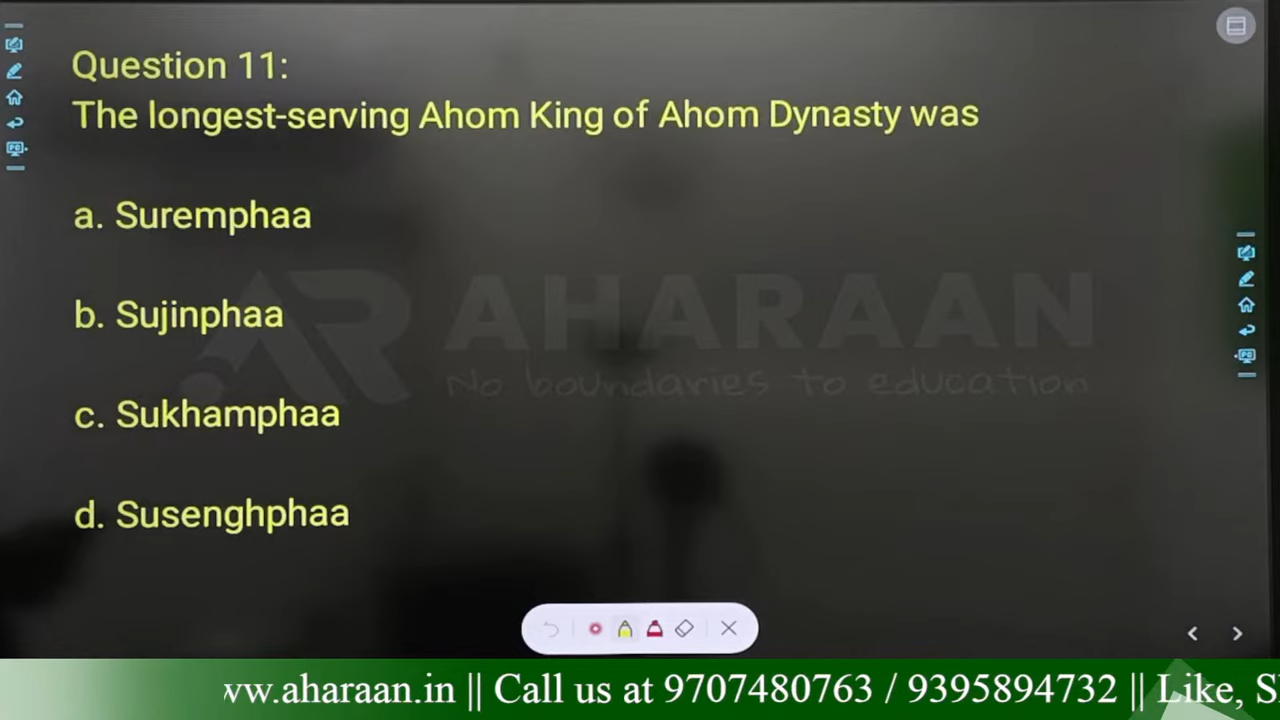 Question 11:
The longest-serving Ahom King of Ahom Dynasty was
a. Suremphaa
b. Sujinphaa
c. Sukhamphaa
d. Susenghphaa
AR AHARAAN
No boundaries to education
ww.aharaan.in || Call us at 9707480763 / 9395894732 || Like, S